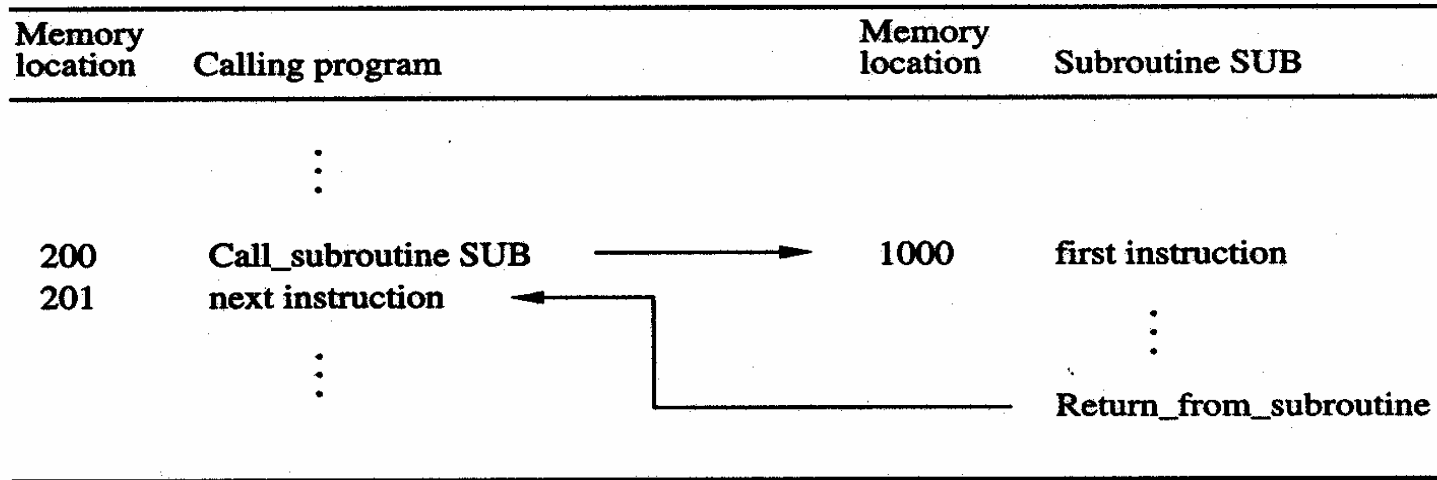 Memory location Calling program Memory location Subroutine SUB
200 Call_subroutine SUB 1000 first instruction
201 next instruction
Return_from_subroutine